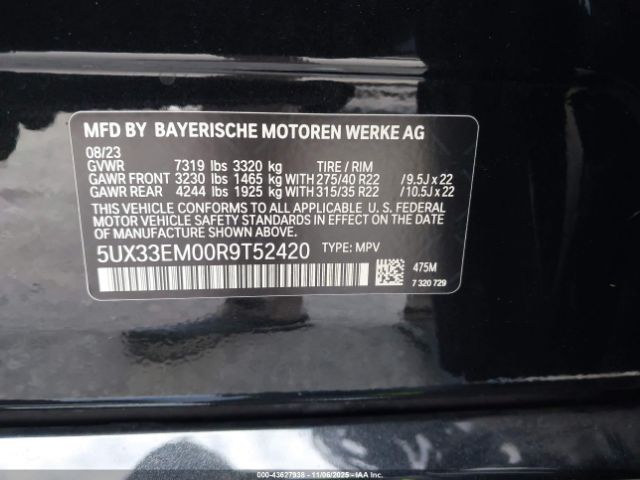 MFD BY BAYERISCHE MOTOREN WERKE AG
08/23
GVWR 7319 lbs 3320 kg TIRE / RIM
GAWR FRONT 3230 lbs 1465 kg WITH 275/40 R22 /9.5J x 22
GAWR REAR 4244 lbs 1925 kg WITH 315/35 R22 /10.5J x 22
THIS VEHICLE CONFORMS TO ALL APPLICABLE U. S. FEDERAL
MOTOR VEHICLE SAFETY STANDARDS IN EFFECT ON THE DATE
OF MANUFACTURE SHOWN ABOVE.
5UX33EM00R9T52420 TYPE: MPV
475M
7 320 729
000-43627938 - 11/06/2025 - IAAI.COM